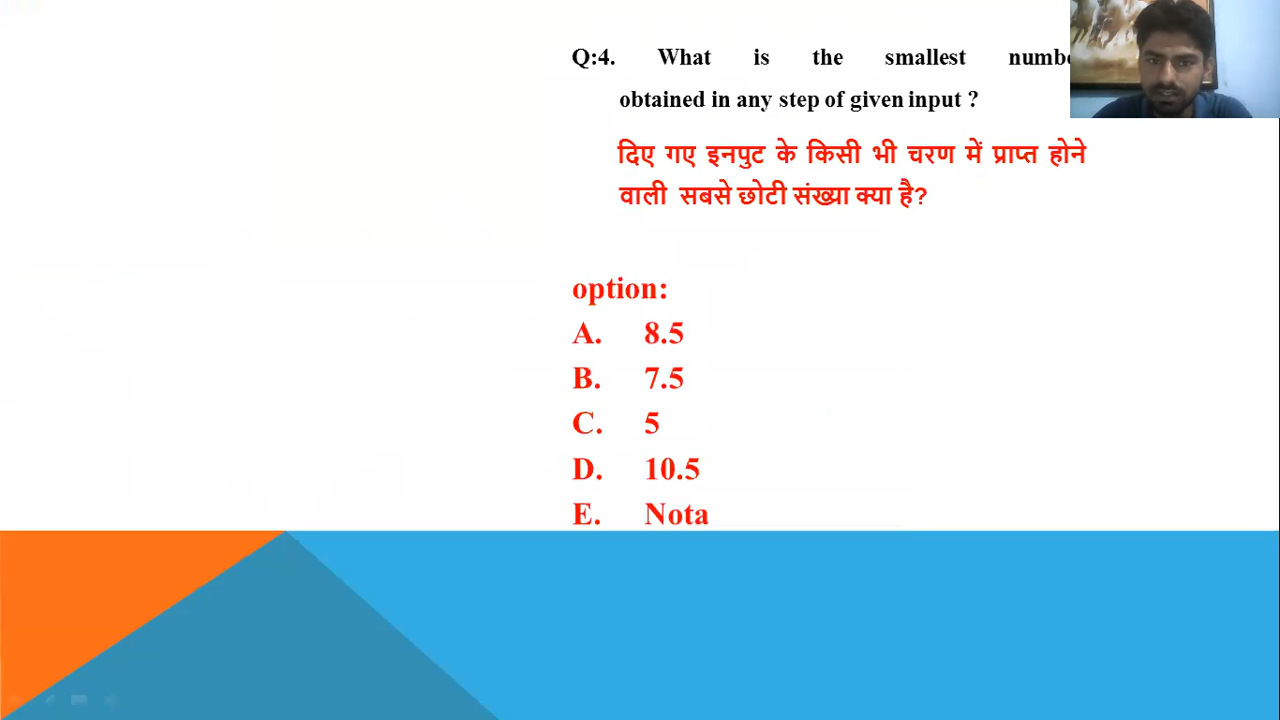 Q:4. What is the smallest
obtained in any step of given input ?
दिए गए इनपुट के किसी भी चरण में प्राप्त होने
वाली सबसे छोटी संख्या क्या है?
option:
A. 8.5
B. 7.5
C. 5
D. 10.5
E. Nota